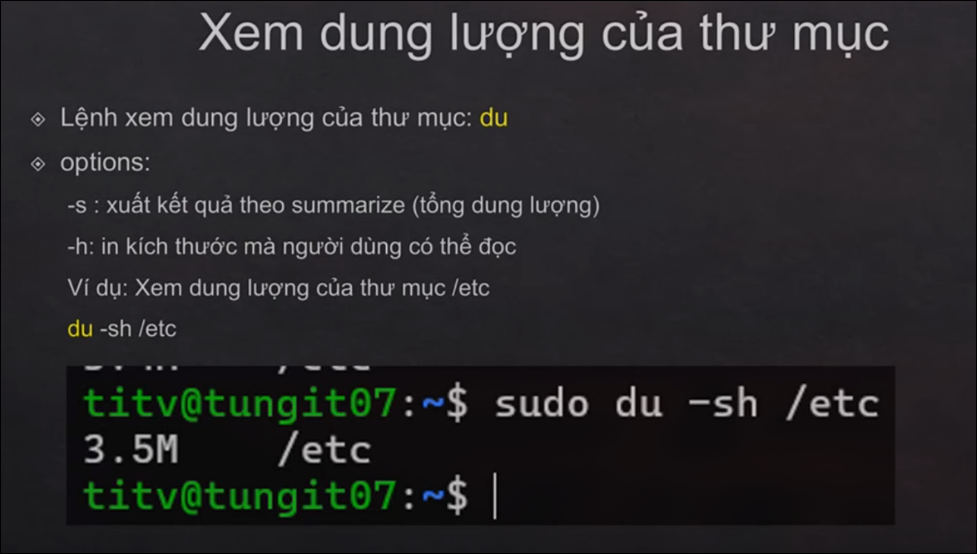 Xem dung lượng của thư mục
Lệnh xem dung lượng của thư mục: du
options:
-s : xuất kết quả theo summarize (tổng dung lượng)
-h: in kích thước mà người dùng có thể đọc
Ví dụ: Xem dung lượng của thư mục /etc
du -sh /etc
titv@tungit07:~$ sudo du -sh /etc
3.5M    /etc
titv@tungit07:~$